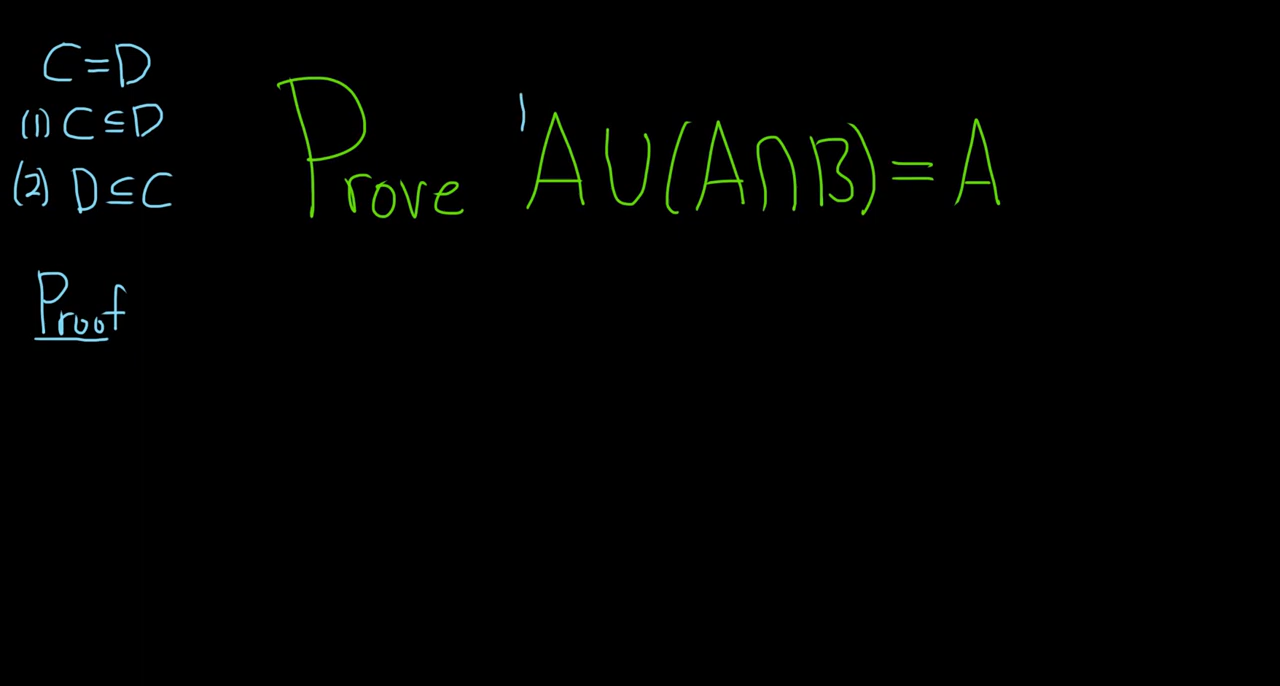 C=D
(1) C⊆D
(2) D⊆C
Prove A∪(A∩B)=A
Proof